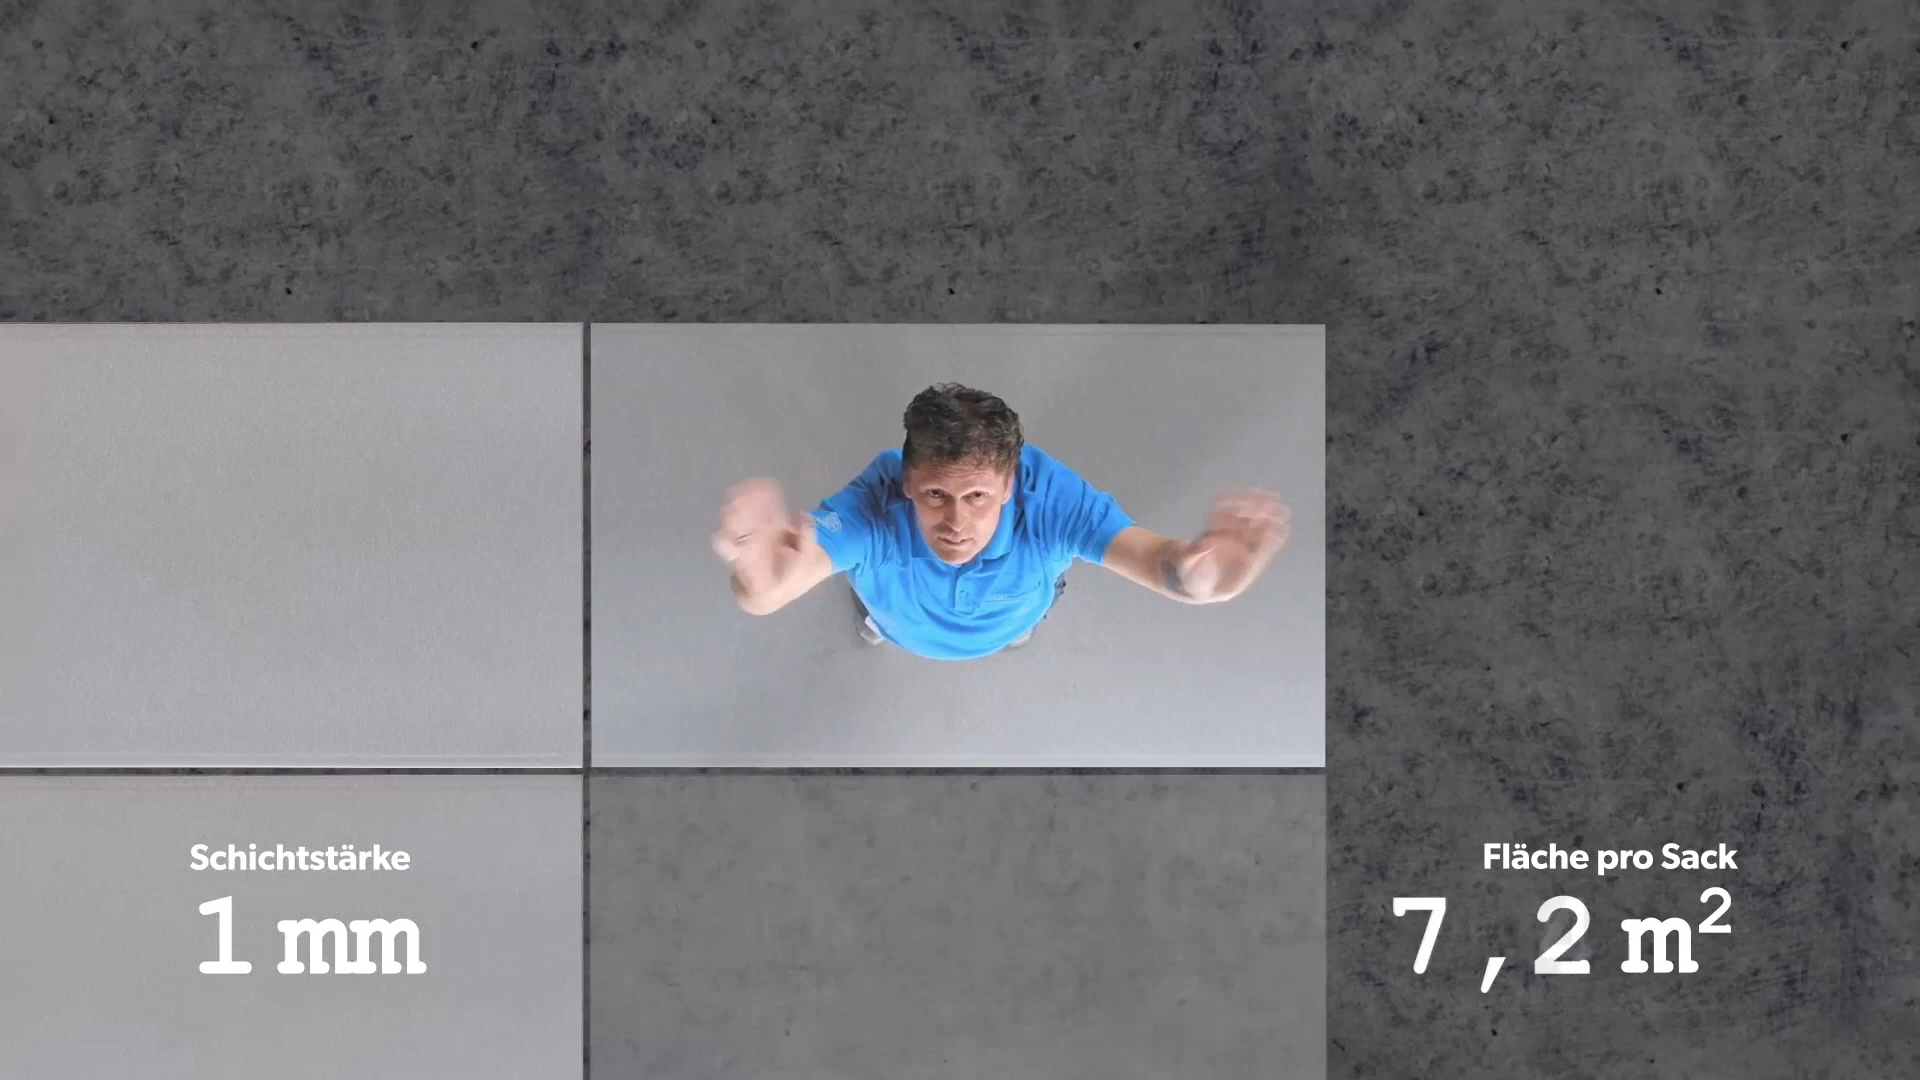 Schichtstärke
1 mm
Fläche pro Sack
7,2 m²